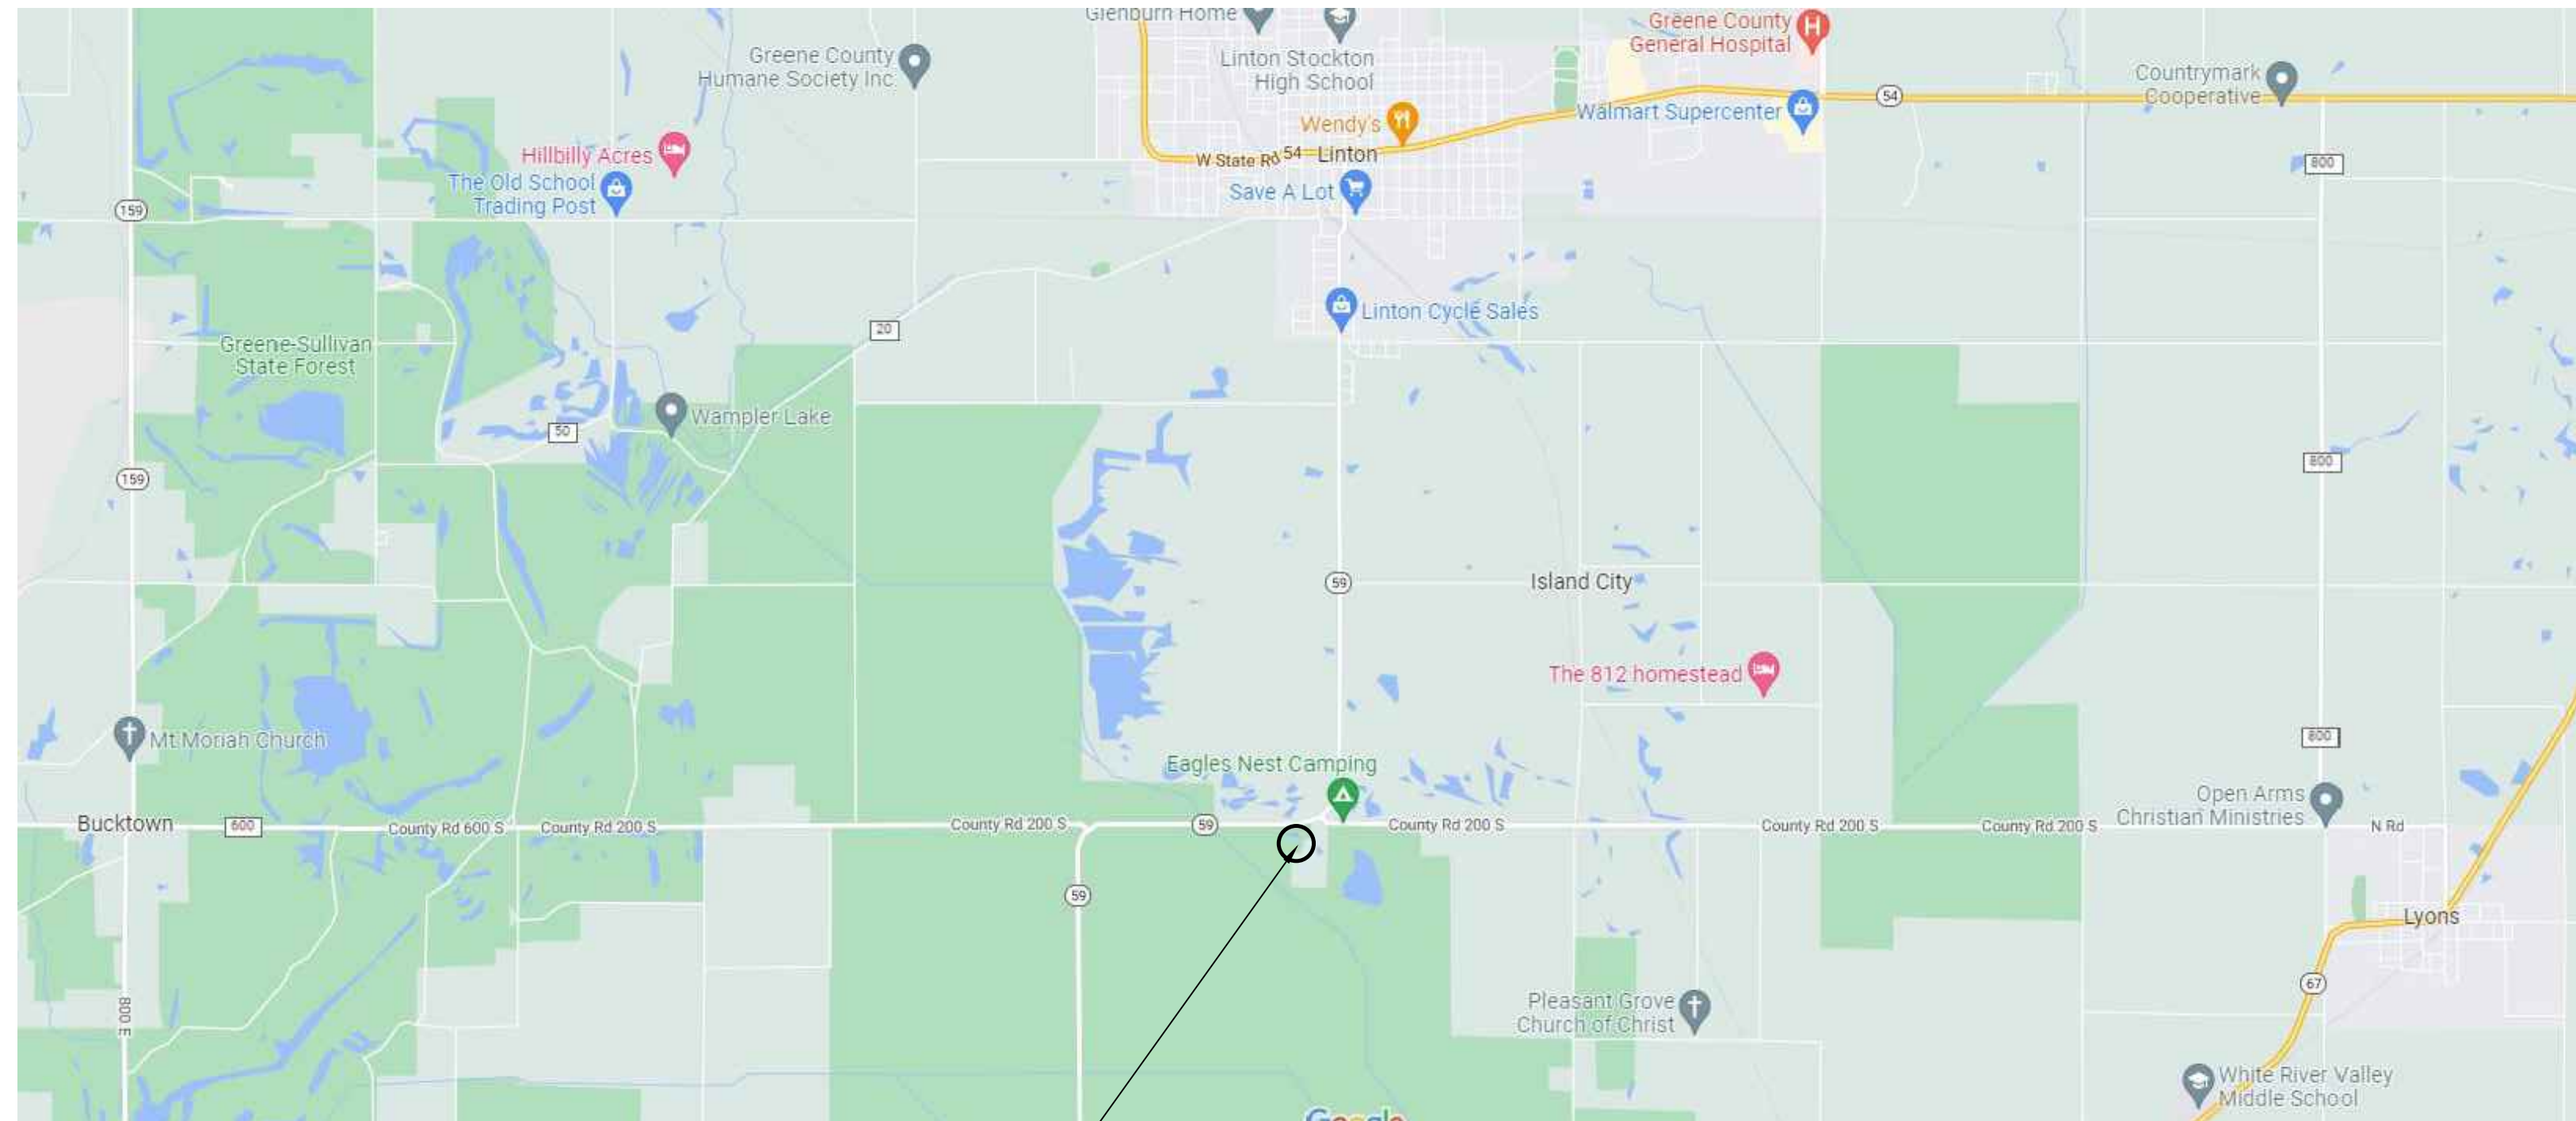 Glenburn Home
Linton Stockton
High School
Greene County
General Hospital
H
Greene County
Humane Society Inc.
Countrymark
Cooperative
54
Walmart Supercenter
Wendy's
W State Rd 54
Linton
Hillbilly Acres
The Old School
Trading Post
Save A Lot
800
159
Linton Cycle Sales
20
Greene-Sullivan
State Forest
Wampler Lake
50
800
159
59
Island City
The 812 homestead
Mt Moriah Church
800
Eagles Nest Camping
Open Arms
Christian Ministries
Bucktown
600
County Rd 600 S
County Rd 200 S
County Rd 200 S
59
County Rd 200 S
County Rd 200 S
County Rd 200 S
N Rd
59
Lyons
67
800 E
Pleasant Grove
Church of Christ
White River Valley
Middle School
Google